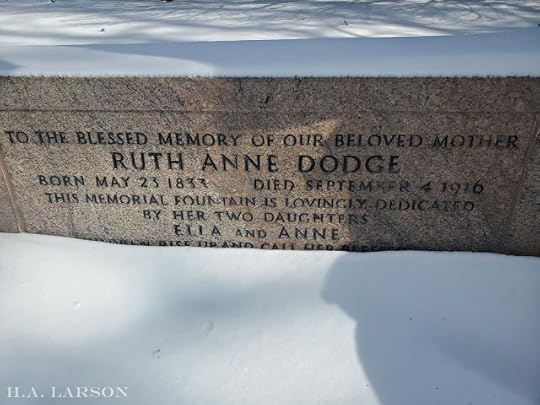 TO THE BLESSED MEMORY OF OUR BELOVED MOTHER
RUTH ANNE DODGE
BORN MAY 23 1833 DIED SEPTEMBER 4 1916
THIS MEMORIAL FOUNTAIN IS LOVINGLY DEDICATED
BY HER TWO DAUGHTERS
ELLA AND ANNE
RISE UP AND CALL HER
H.A. LARSON